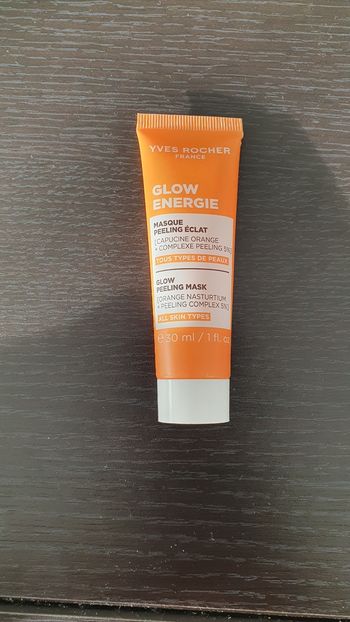 YVES ROCHER
FRANCE
GLOW
ENERGIE
MASQUE
PEELING ÉCLAT
[CAPUCINE ORANGE
+ COMPLEXE PEELING 5%]
TOUS TYPES DE PEAUX
GLOW
PEELING MASK
[ORANGE NASTURTIUM
+ PEELING COMPLEX 5%]
ALL SKIN TYPES
℮30 ml / 1 fl. oz